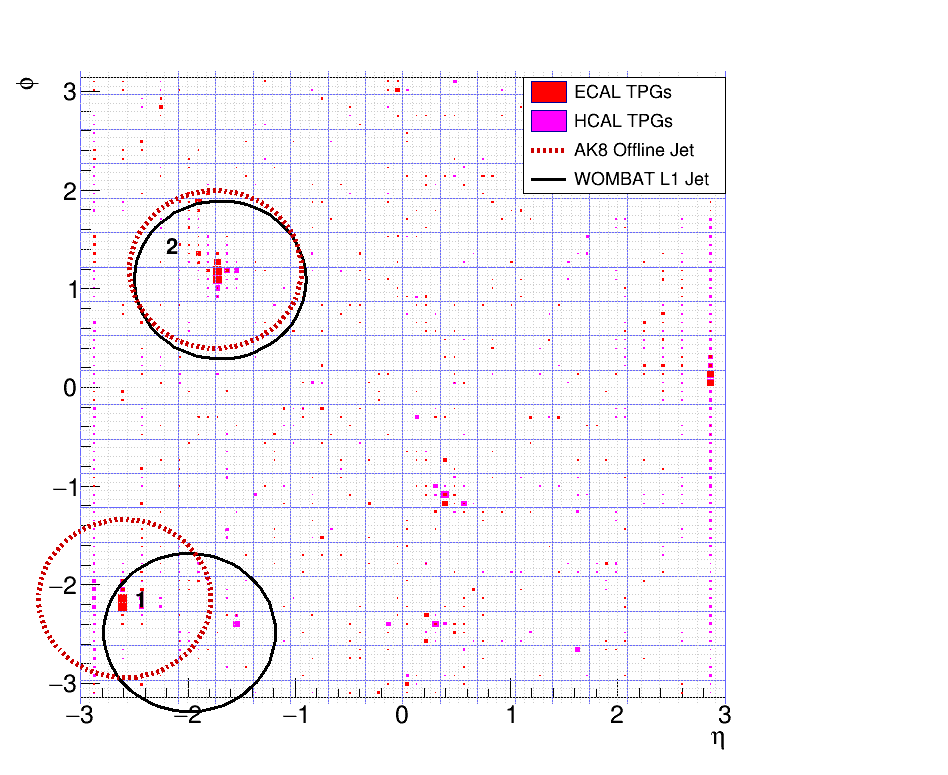 ϕ
3
ECAL TPGs
HCAL TPGs
AK8 Offline Jet
WOMBAT L1 Jet
2
2
1
0
−1
−2
1
−3
−3 −2 −1 0 1 2 3
η